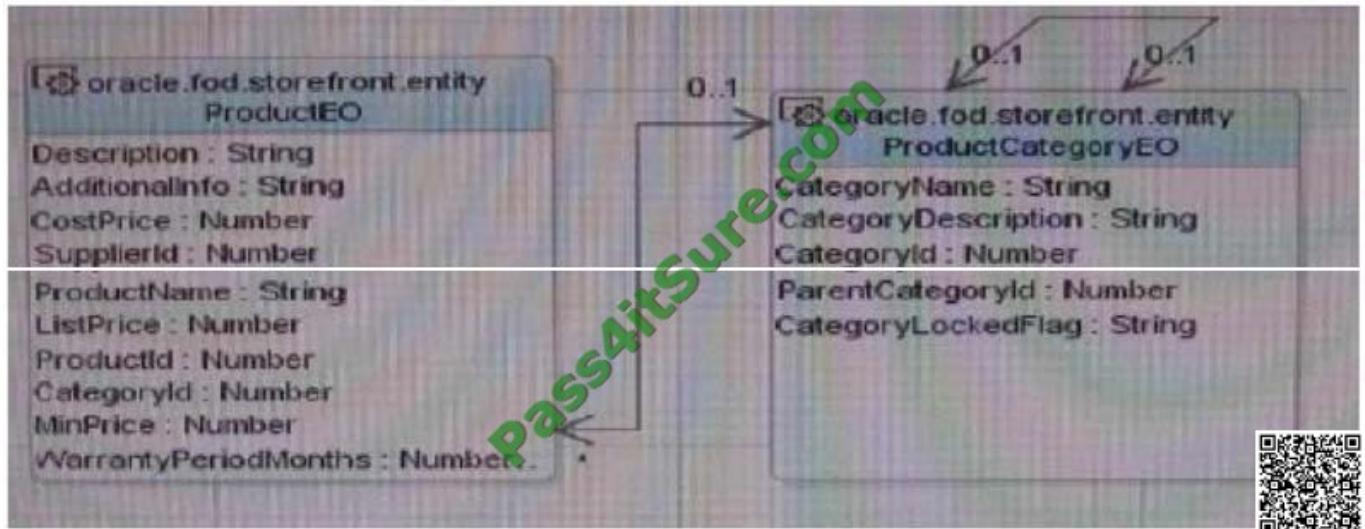 oracle.fod.storefront.entity
ProductEO
Description : String
AdditionalInfo : String
CostPrice : Number
SupplierId : Number
ProductName : String
ListPrice : Number
ProductId : Number
CategoryId : Number
MinPrice : Number
WarrantyPeriodMonths : Number..
*
0..1
0..1
0..1
oracle.fod.storefront.entity
ProductCategoryEO
CategoryName : String
CategoryDescription : String
CategoryId : Number
ParentCategoryId : Number
CategoryLockedFlag : String
Pass4itSure.com